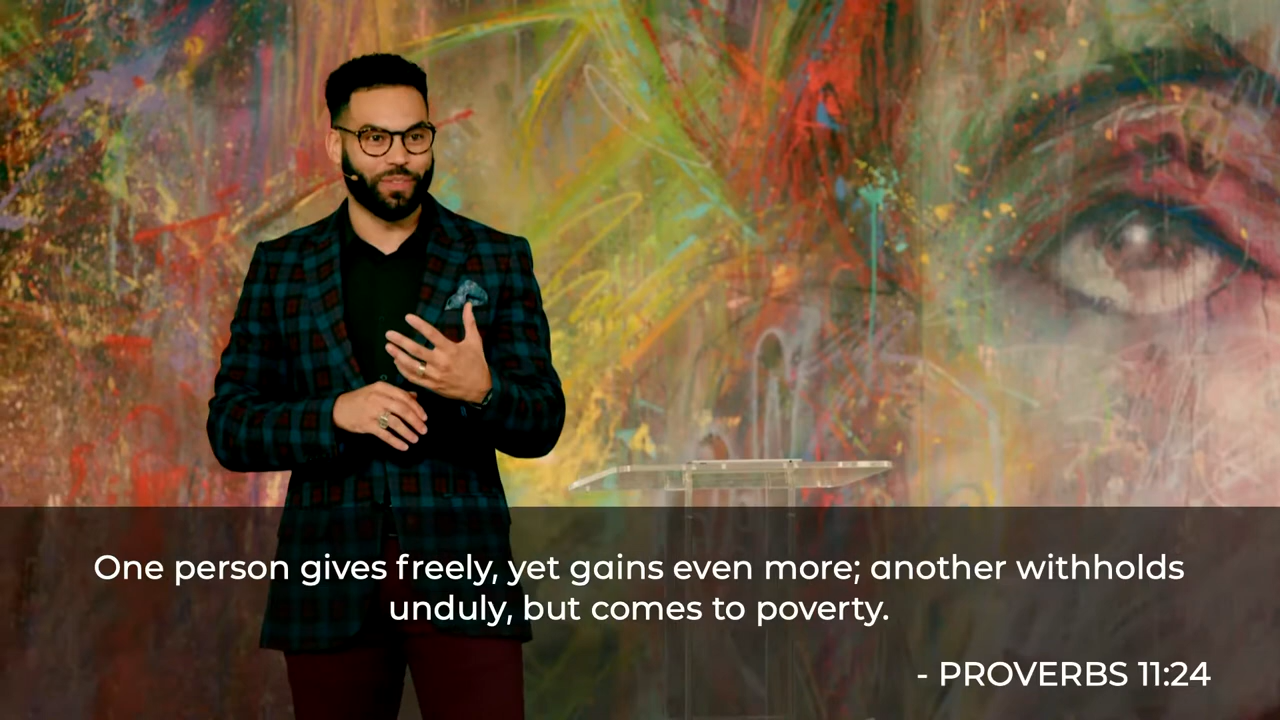 One person gives freely, yet gains even more; another withholds
unduly, but comes to poverty.
- PROVERBS 11:24